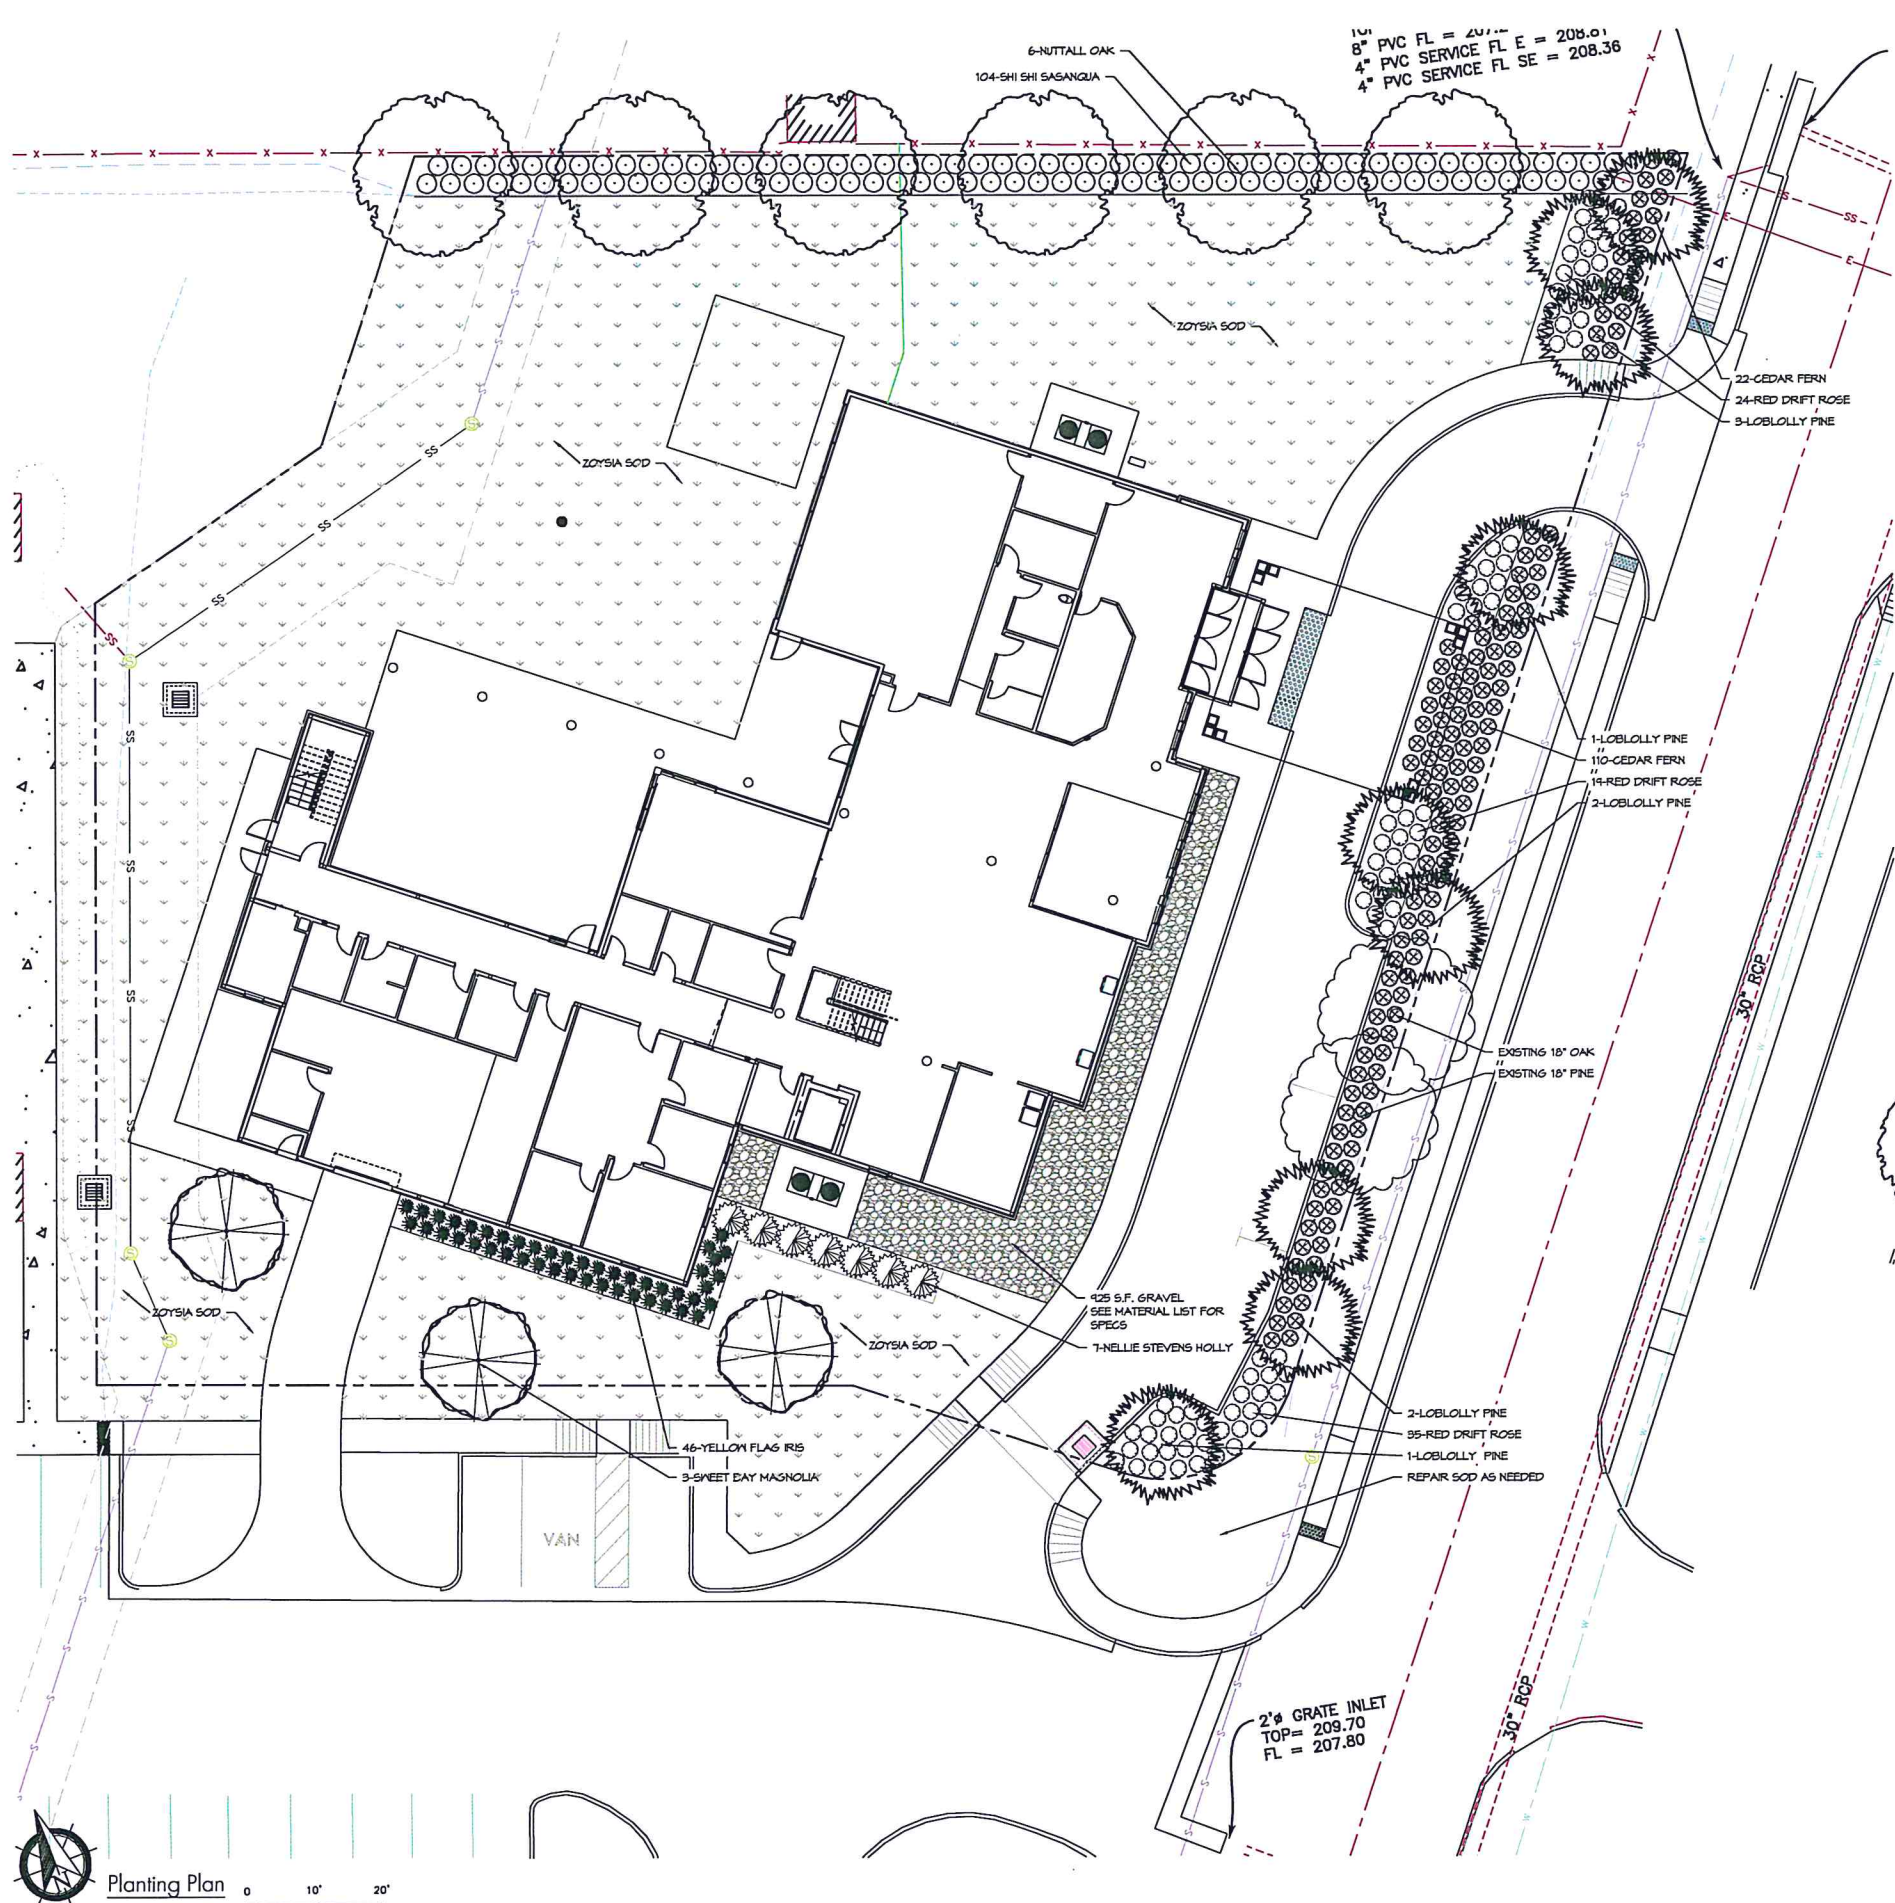 6-NUTTALL OAK
104-SHI SHI SASANQUA
8" PVC FL = 207.2
4" PVC SERVICE FL E = 208.61
4" PVC SERVICE FL SE = 208.36
ZOYSIA SOD
22-CEDAR FERN
24-RED DRIFT ROSE
3-LOBLOLLY PINE
ZOYSIA SOD
1-LOBLOLLY PINE
110-CEDAR FERN
19-RED DRIFT ROSE
2-LOBLOLLY PINE
30" RCP
EXISTING 18" OAK
EXISTING 18" PINE
ZOYSIA SOD
925 S.F. GRAVEL
SEE MATERIAL LIST FOR
SPECS
7-NELLIE STEVENS HOLLY
ZOYSIA SOD
46-YELLOW FLAG IRIS
3-SWEET BAY MAGNOLIA
2-LOBLOLLY PINE
35-RED DRIFT ROSE
1-LOBLOLLY PINE
REPAIR SOD AS NEEDED
VAN
30" RCP
2'ø GRATE INLET
TOP= 209.70
FL = 207.80
N
Planting Plan
0 10' 20'